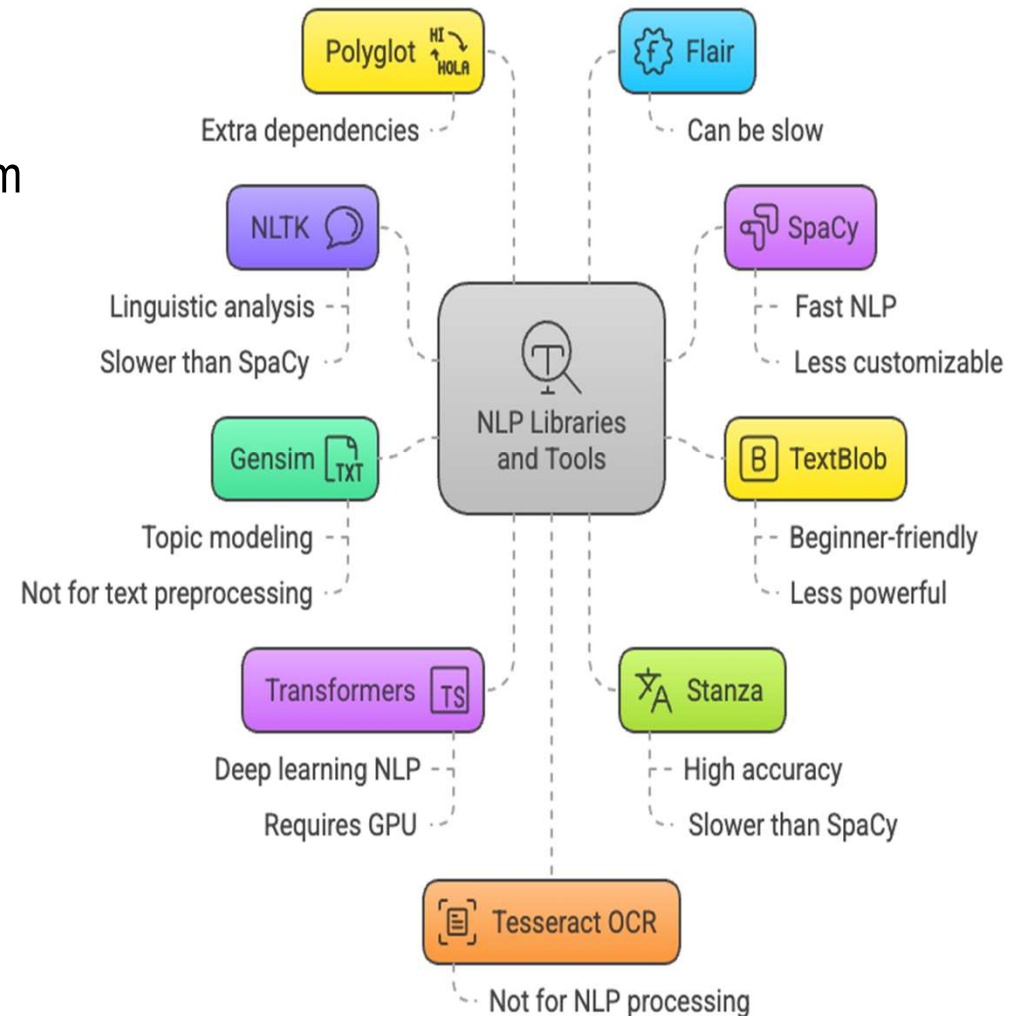 Polyglot
HI
HOLA
Extra dependencies
f Flair
Can be slow
m
NLTK
Linguistic analysis
Slower than SpaCy
SpaCy
Fast NLP
Less customizable
T
NLP Libraries
and Tools
Gensim TXT
Topic modeling
Not for text preprocessing
B TextBlob
Beginner-friendly
Less powerful
Transformers TS
Deep learning NLP
Requires GPU
文A Stanza
High accuracy
Slower than SpaCy
Tesseract OCR
Not for NLP processing